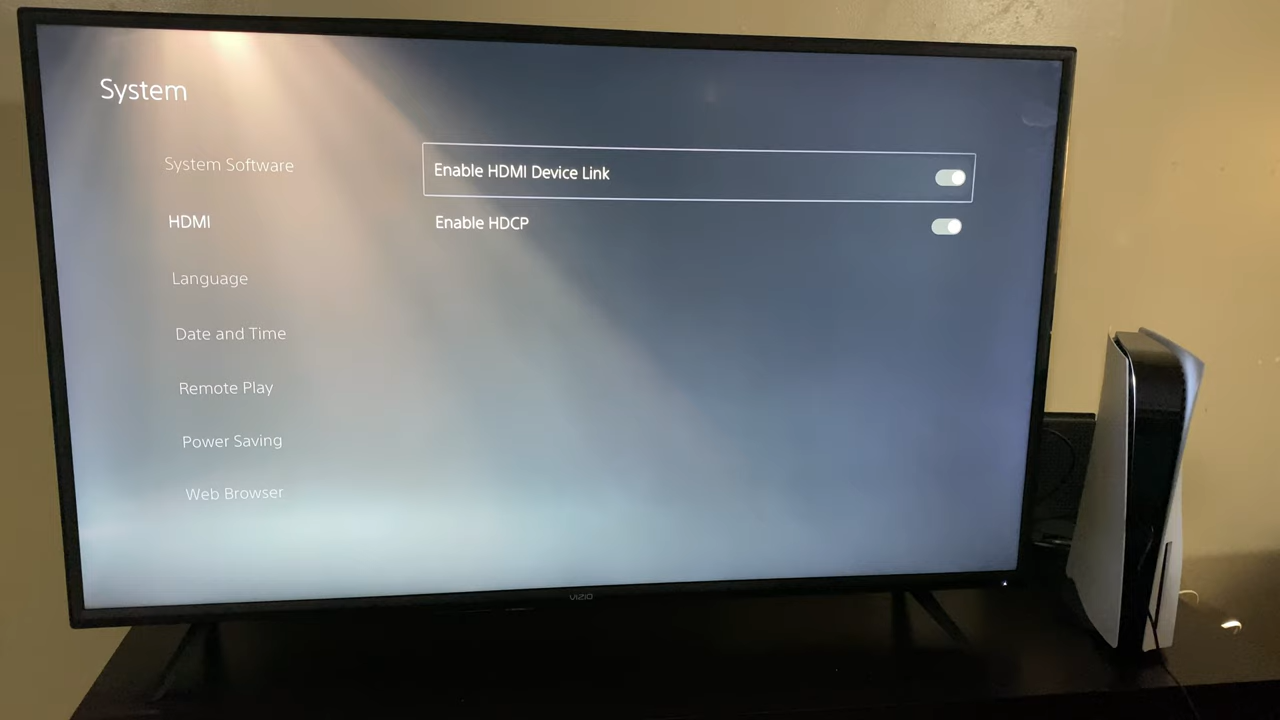 System
System Software
HDMI
Language
Date and Time
Remote Play
Power Saving
Web Browser
Enable HDMI Device Link
Enable HDCP
VIZIO